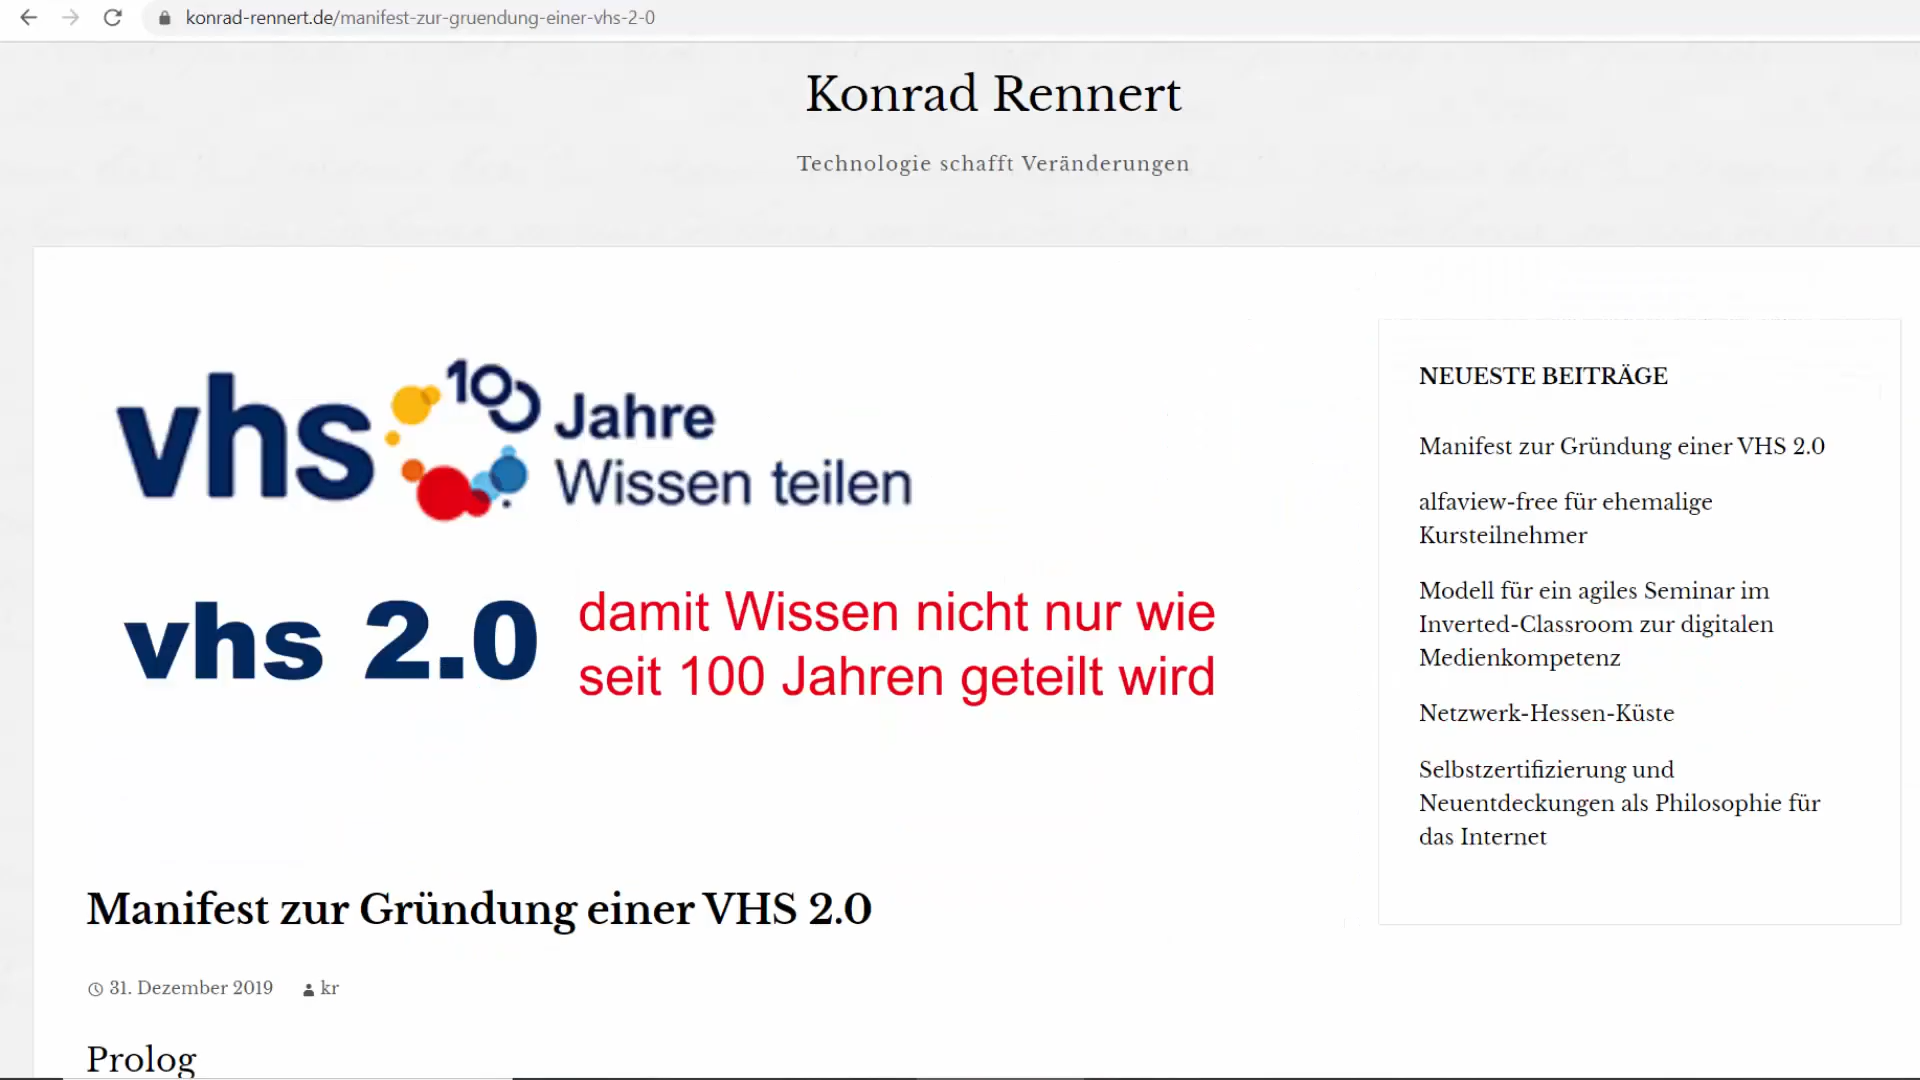 konrad-rennert.de/manifest-zur-gruendung-einer-vhs-2-0
Konrad Rennert
Technologie schafft Veränderungen
vhs 100 Jahre
Wissen teilen
vhs 2.0 damit Wissen nicht nur wie
seit 100 Jahren geteilt wird
Manifest zur Gründung einer VHS 2.0
31. Dezember 2019 kr
Prolog
NEUESTE BEITRÄGE
Manifest zur Gründung einer VHS 2.0
alfaview-free für ehemalige
Kursteilnehmer
Modell für ein agiles Seminar im
Inverted-Classroom zur digitalen
Medienkompetenz
Netzwerk-Hessen-Küste
Selbstzertifizierung und
Neuentdeckungen als Philosophie für
das Internet